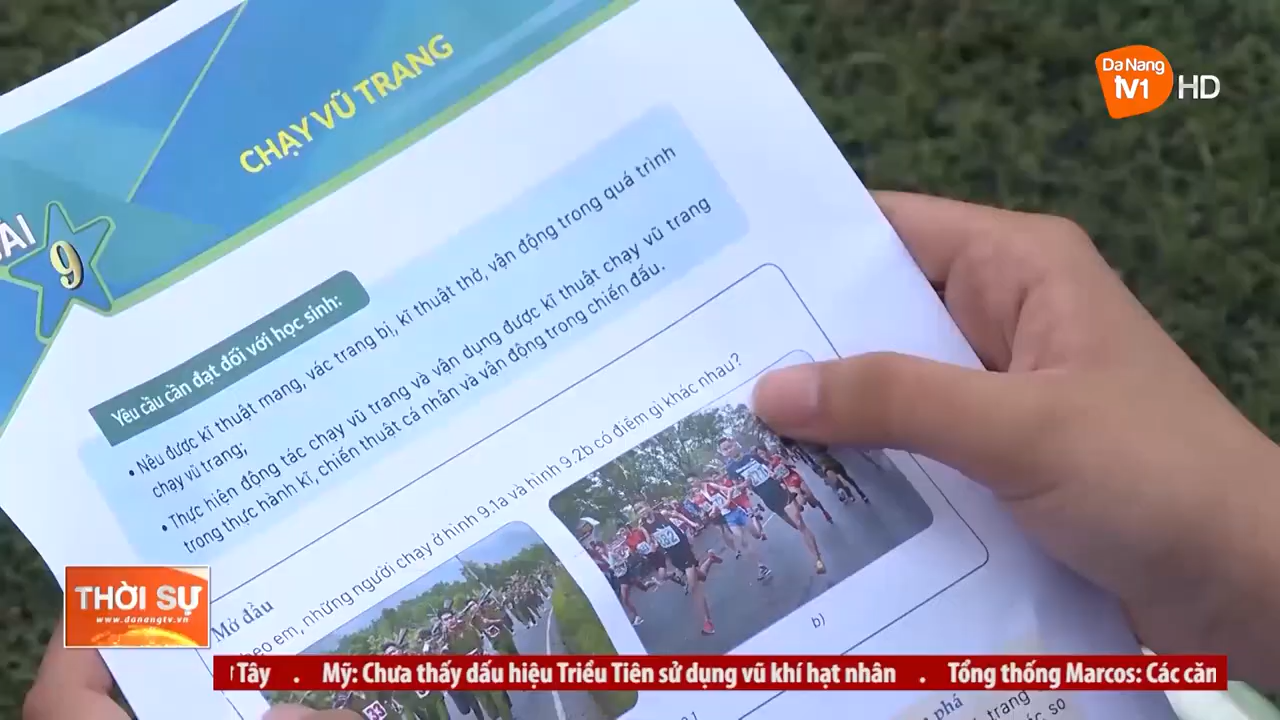 Da Nang
TV1 HD
CHẠY VŨ TRANG
9
Yêu cầu cần đạt đối với học sinh:
• Nêu được kĩ thuật mang, vác trang bị, kĩ thuật thở, vận động trong quá trình
chạy vũ trang;
• Thực hiện động tác chạy vũ trang và vận dụng được kĩ thuật chạy vũ trang
trong thực hành kĩ, chiến thuật cá nhân và vận động trong chiến đấu.
Mở đầu
em, những người chạy ở hình 9.1a và hình 9.2b có điểm gì khác nhau?
b)
THỜI SỰ
www.danangtv.vn
Tây . Mỹ: Chưa thấy dấu hiệu Triều Tiên sử dụng vũ khí hạt nhân . Tổng thống Marcos: Các căn
phá
trang
so